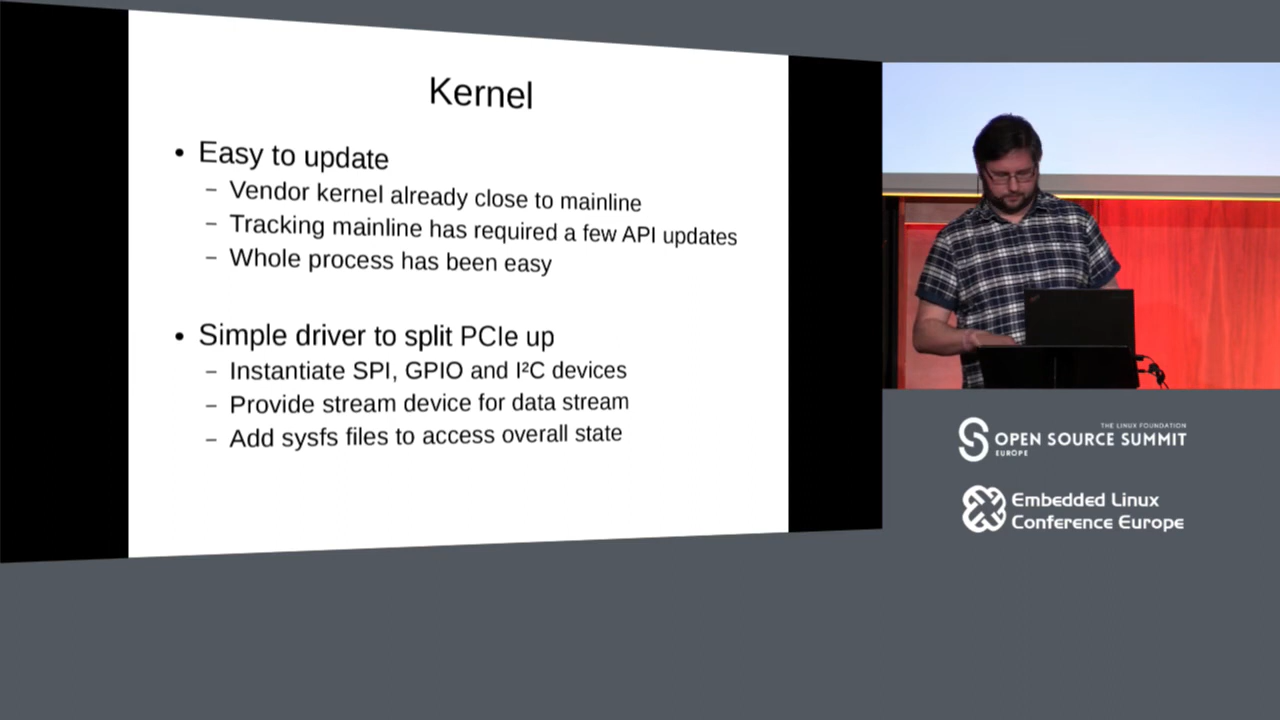 Kernel
• Easy to update
– Vendor kernel already close to mainline
– Tracking mainline has required a few API updates
– Whole process has been easy
• Simple driver to split PCIe up
– Instantiate SPI, GPIO and I²C devices
– Provide stream device for data stream
– Add sysfs files to access overall state
THE LINUX FOUNDATION
OPEN SOURCE SUMMIT
EUROPE
Embedded Linux
Conference Europe